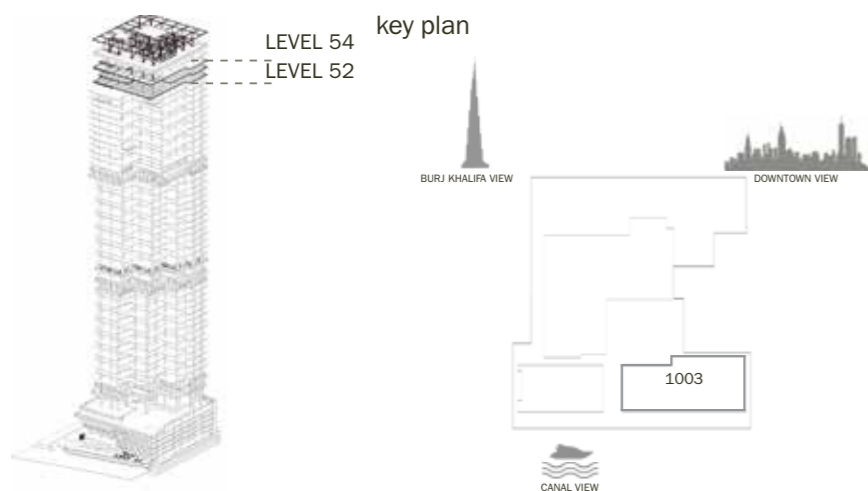 key plan
LEVEL 54
LEVEL 52
BURJ KHALIFA VIEW
DOWNTOWN VIEW
1003
CANAL VIEW